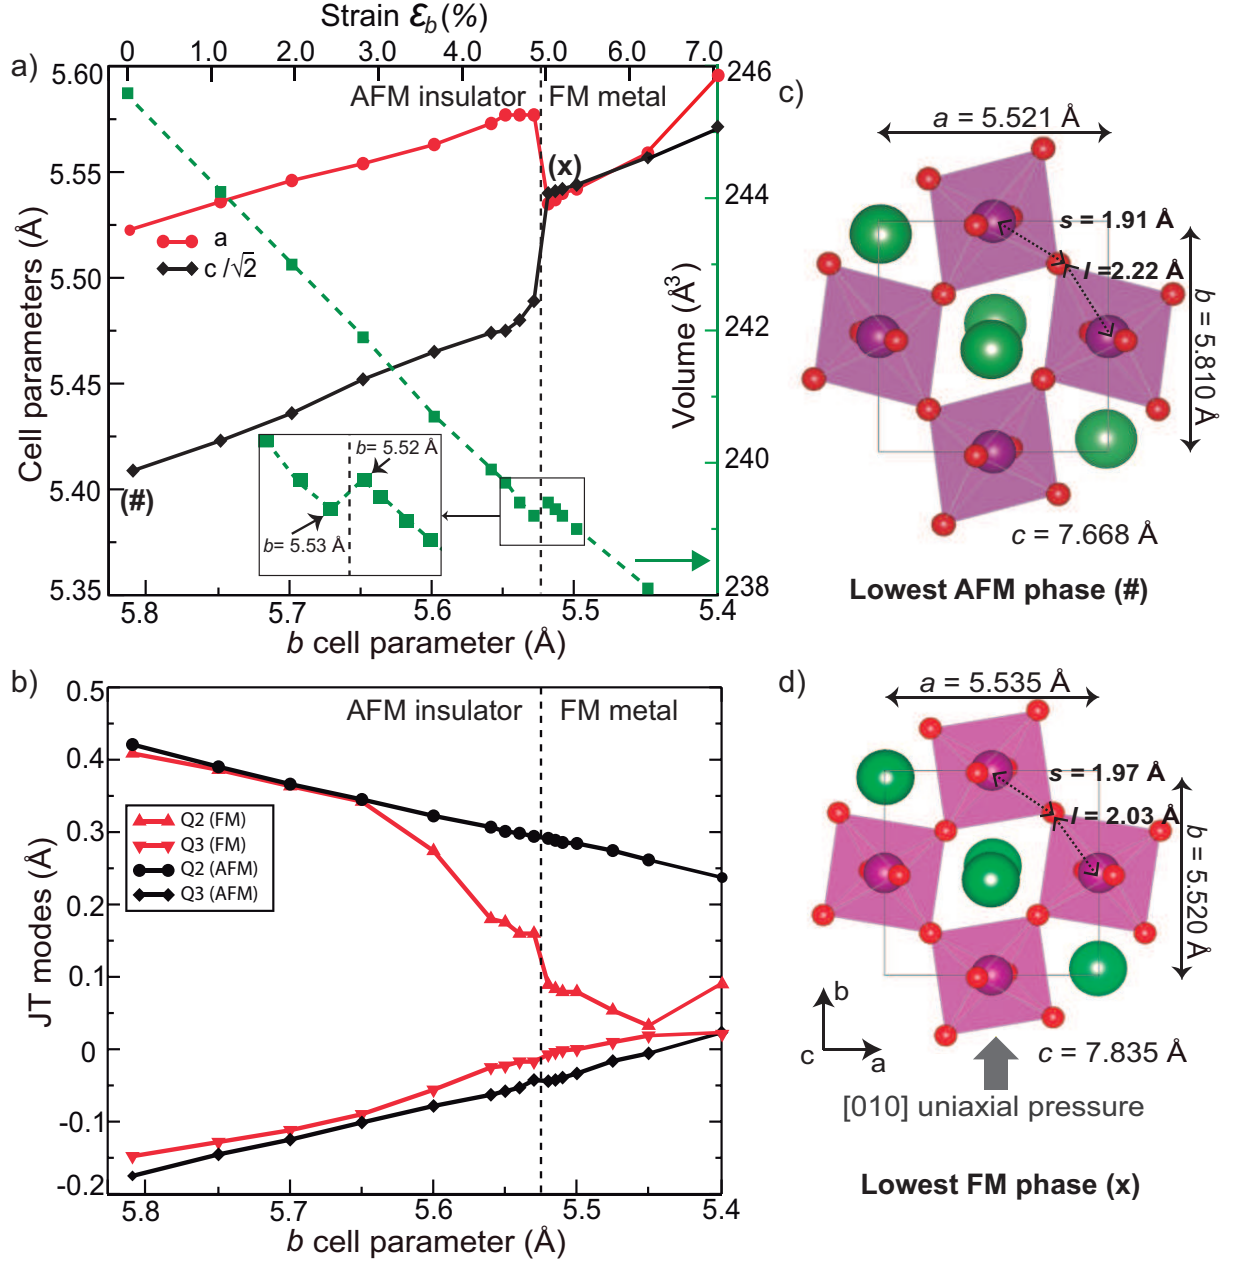 Strain ε_b(%)
0 1.0 2.0 3.0 4.0 5.0 6.0 7.0
a)
5.60
5.55
5.50
5.45
5.40
5.35
Cell parameters (Å)
AFM insulator
FM metal
(x)
a
c /√2
(#)
b= 5.52 Å
b= 5.53 Å
246
244
242
240
238
Volume (Å³)
5.8 5.7 5.6 5.5 5.4
b cell parameter (Å)
c)
a = 5.521 Å
s = 1.91 Å
l =2.22 Å
b = 5.810 Å
c = 7.668 Å
Lowest AFM phase (#)
b)
0.5
0.4
0.3
0.2
0.1
0
-0.1
-0.2
JT modes (Å)
AFM insulator
FM metal
Q2 (FM)
Q3 (FM)
Q2 (AFM)
Q3 (AFM)
5.8 5.7 5.6 5.5 5.4
b cell parameter (Å)
d)
a = 5.535 Å
s = 1.97 Å
l = 2.03 Å
b = 5.520 Å
b
c
a
c = 7.835 Å
[010] uniaxial pressure
Lowest FM phase (x)